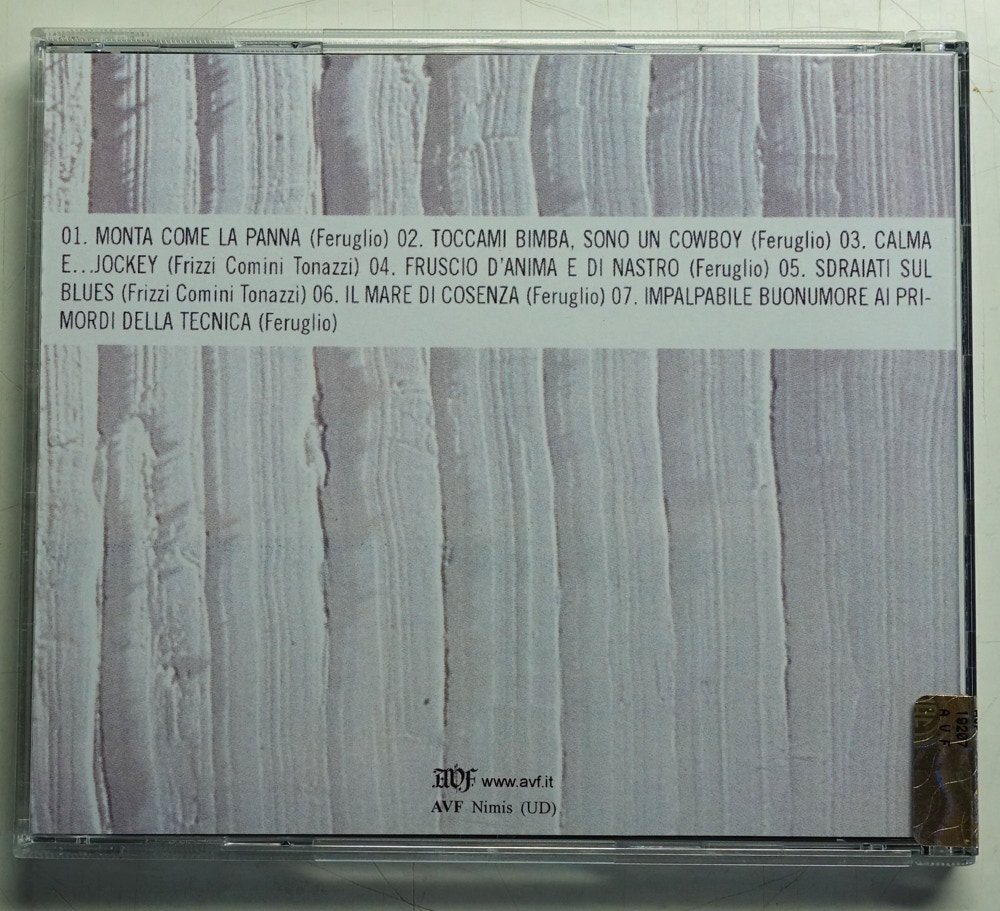 01. MONTA COME LA PANNA (Feruglio) 02. TOCCAMI BIMBA, SONO UN COWBOY (Feruglio) 03. CALMA
E...JOCKEY (Frizzi Comini Tonazzi) 04. FRUSCIO D'ANIMA E DI NASTRO (Feruglio) 05. SDRAIATI SUL
BLUES (Frizzi Comini Tonazzi) 06. IL MARE DI COSENZA (Feruglio) 07. IMPALPABILE BUONUMORE AI PRI-
MORDI DELLA TECNICA (Feruglio)
AVF www.avf.it
AVF Nimis (UD)
A V F